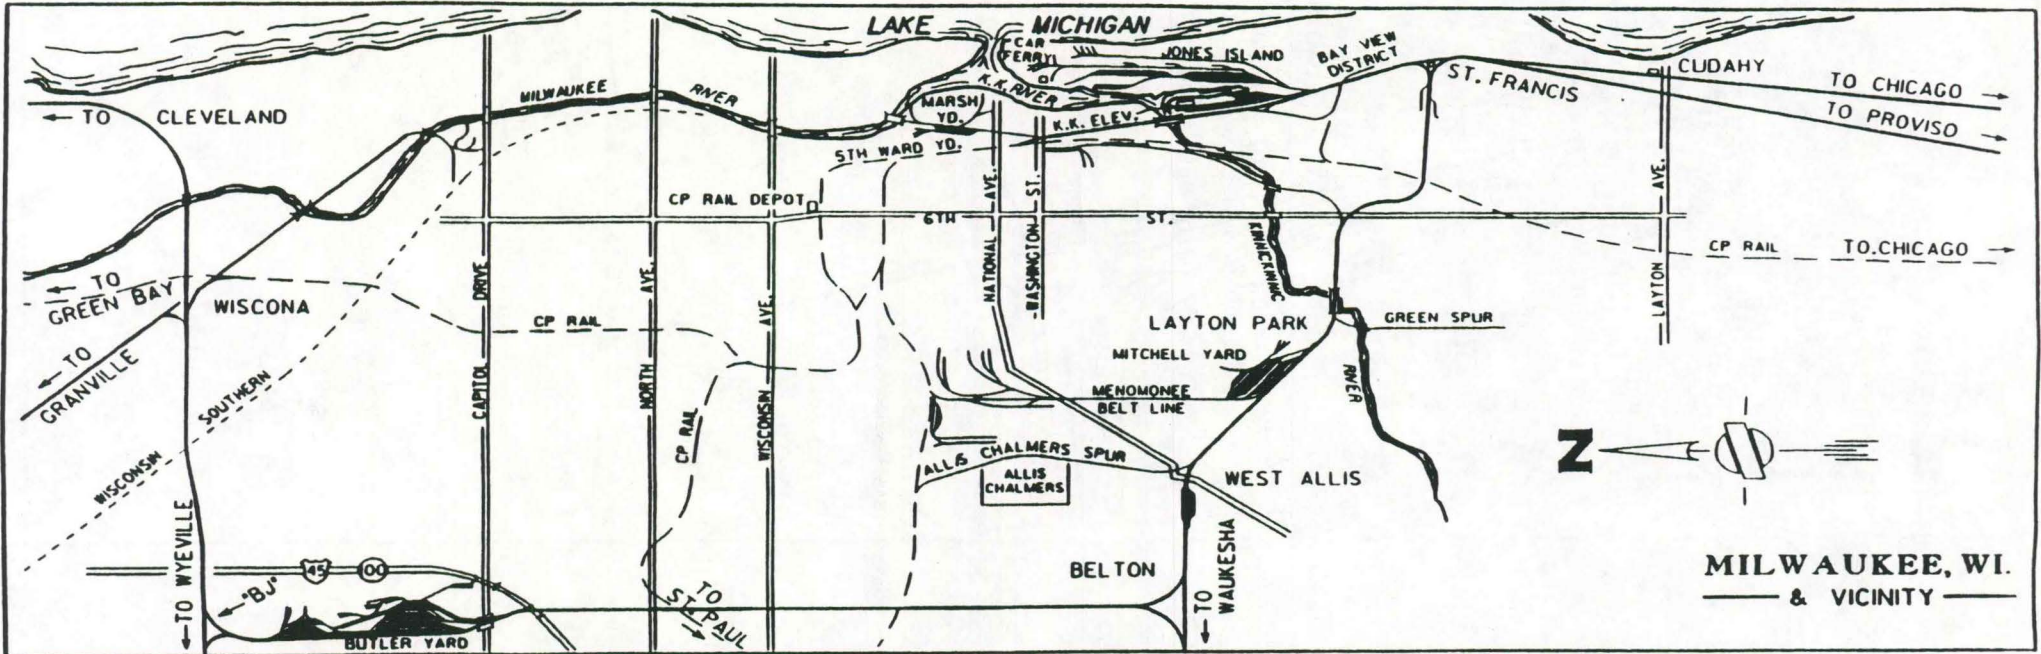 LAKE MICHIGAN
CAR
FERRY
JONES ISLAND
BAY VIEW
DISTRICT
ST. FRANCIS
CUDAHY
TO CHICAGO
TO PROVISO
TO CLEVELAND
MILWAUKEE RIVER
K.K. RIVER
MARSH
YD.
K.K. ELEV.
5TH WARD YD.
CP RAIL DEPOT
6TH ST.
NATIONAL AVE.
WASHINGTON ST.
KINNICKINNIC
RIVER
LAYTON AVE.
CP RAIL
TO.CHICAGO
TO
GREEN BAY
WISCONA
TO
GRANVILLE
CP RAIL
CAPITOL DRIVE
NORTH AVE.
WISCONSIN AVE.
LAYTON PARK
GREEN SPUR
MITCHELL YARD
MENOMONEE
BELT LINE
WISCONSIN SOUTHERN
CP RAIL
ALLIS CHALMERS SPUR
ALLIS
CHALMERS
WEST ALLIS
N
TO WYEVILLE
45
100
"BJ"
BUTLER YARD
TO
ST. PAUL
BELTON
TO
WAUKESHA
MILWAUKEE, WI.
& VICINITY